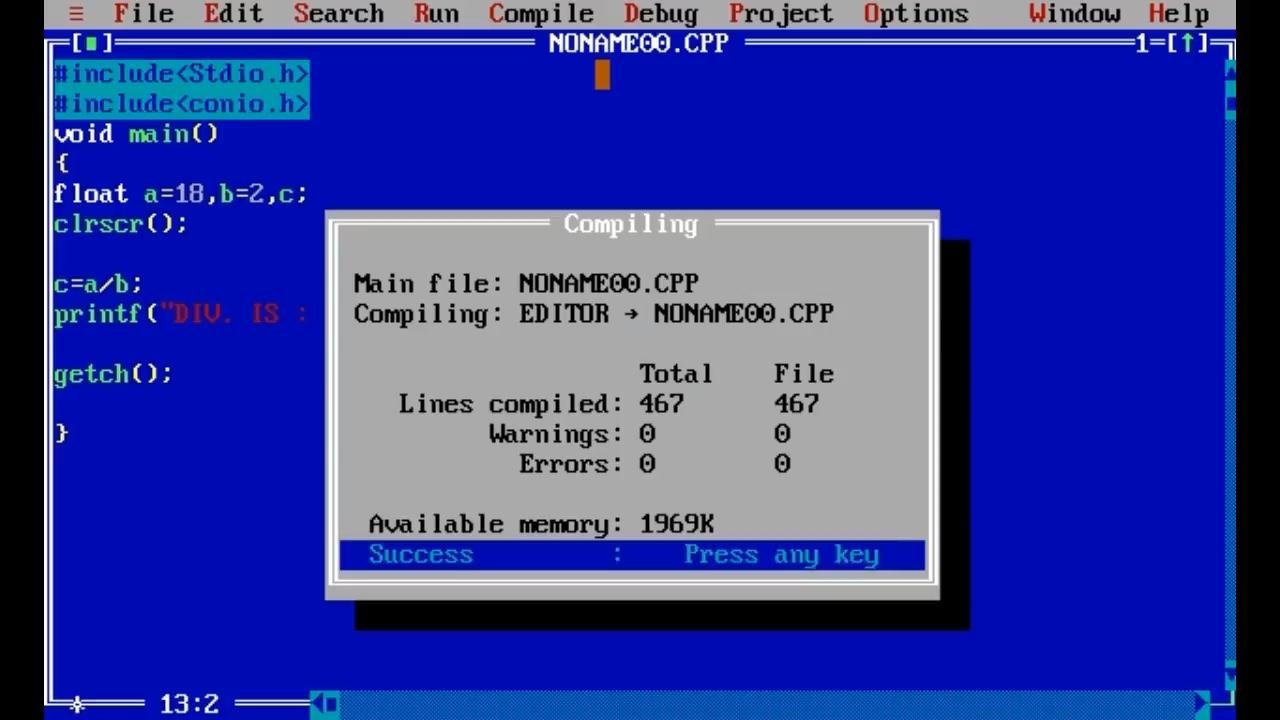 ≡ File Edit Search Run Compile Debug Project Options Window Help
[■] NONAME00.CPP 1=[↑]
#include<Stdio.h>
#include<conio.h>
void main()
{
float a=18,b=2,c;
clrscr();
c=a/b;
printf("DIV. IS :
getch();
}
Compiling
Main file: NONAME00.CPP
Compiling: EDITOR → NONAME00.CPP
Total File
Lines compiled: 467 467
Warnings: 0 0
Errors: 0 0
Available memory: 1969K
Success : Press any key
* 13:2